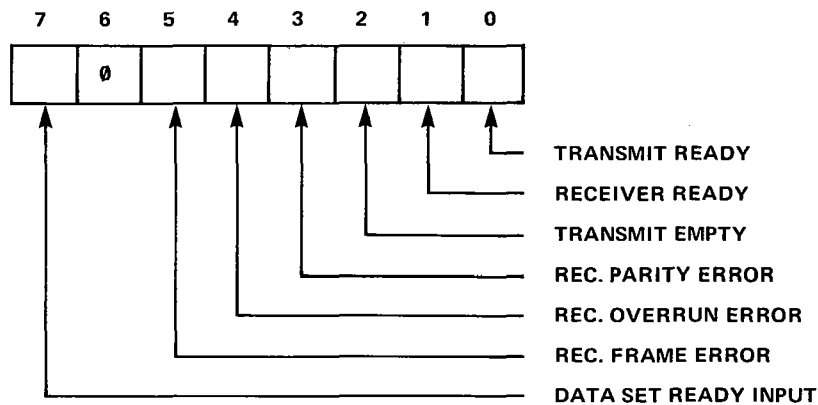 7 6 5 4 3 2 1 0
Ø
TRANSMIT READY
RECEIVER READY
TRANSMIT EMPTY
REC. PARITY ERROR
REC. OVERRUN ERROR
REC. FRAME ERROR
DATA SET READY INPUT